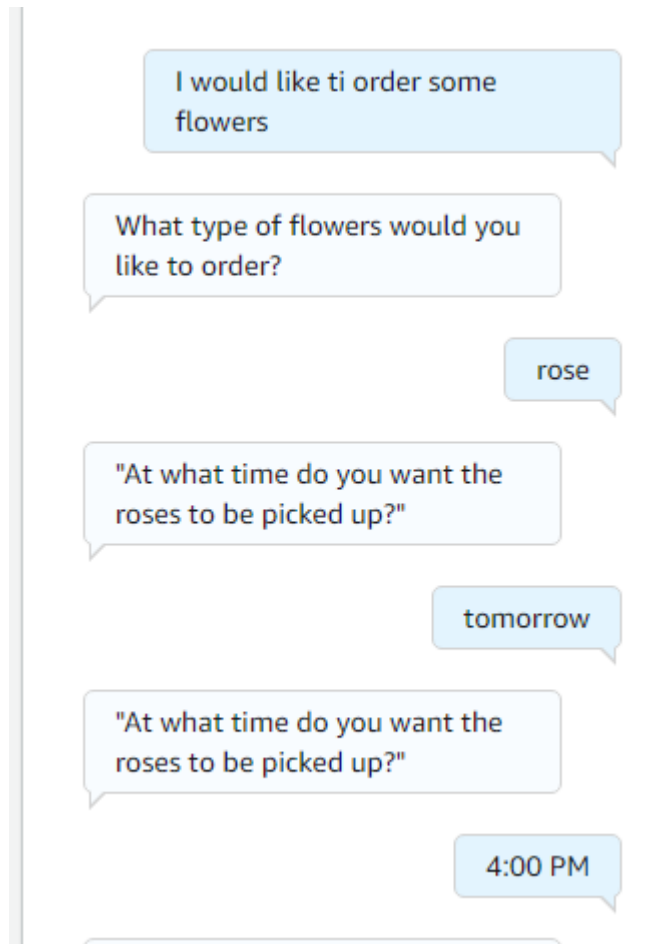 I would like ti order some
flowers
What type of flowers would you
like to order?
rose
"At what time do you want the
roses to be picked up?"
tomorrow
"At what time do you want the
roses to be picked up?"
4:00 PM